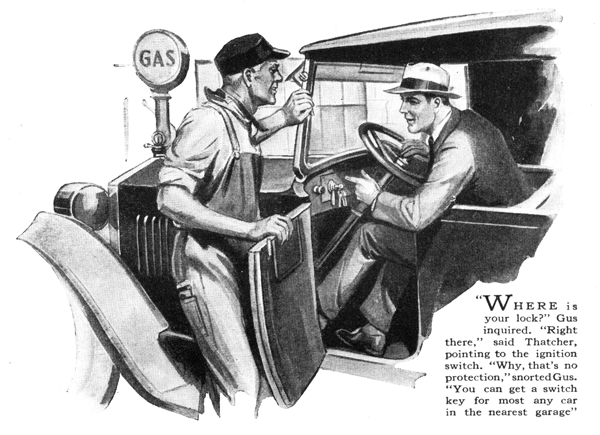 GAS
"WHERE is
your lock?" Gus
inquired. "Right
there," said Thatcher,
pointing to the ignition
switch. "Why, that's no
protection," snorted Gus.
"You can get a switch
key for most any car
in the nearest garage"